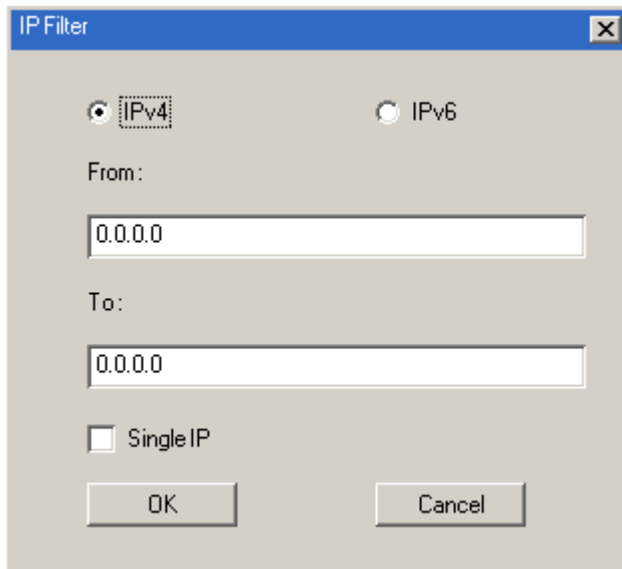 IP Filter
IPv4 IPv6
From:
0.0.0.0
To:
0.0.0.0
Single IP
OK Cancel